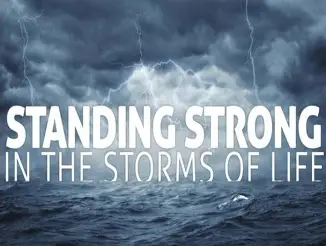 STANDING STRONG
IN THE STORMS OF LIFE